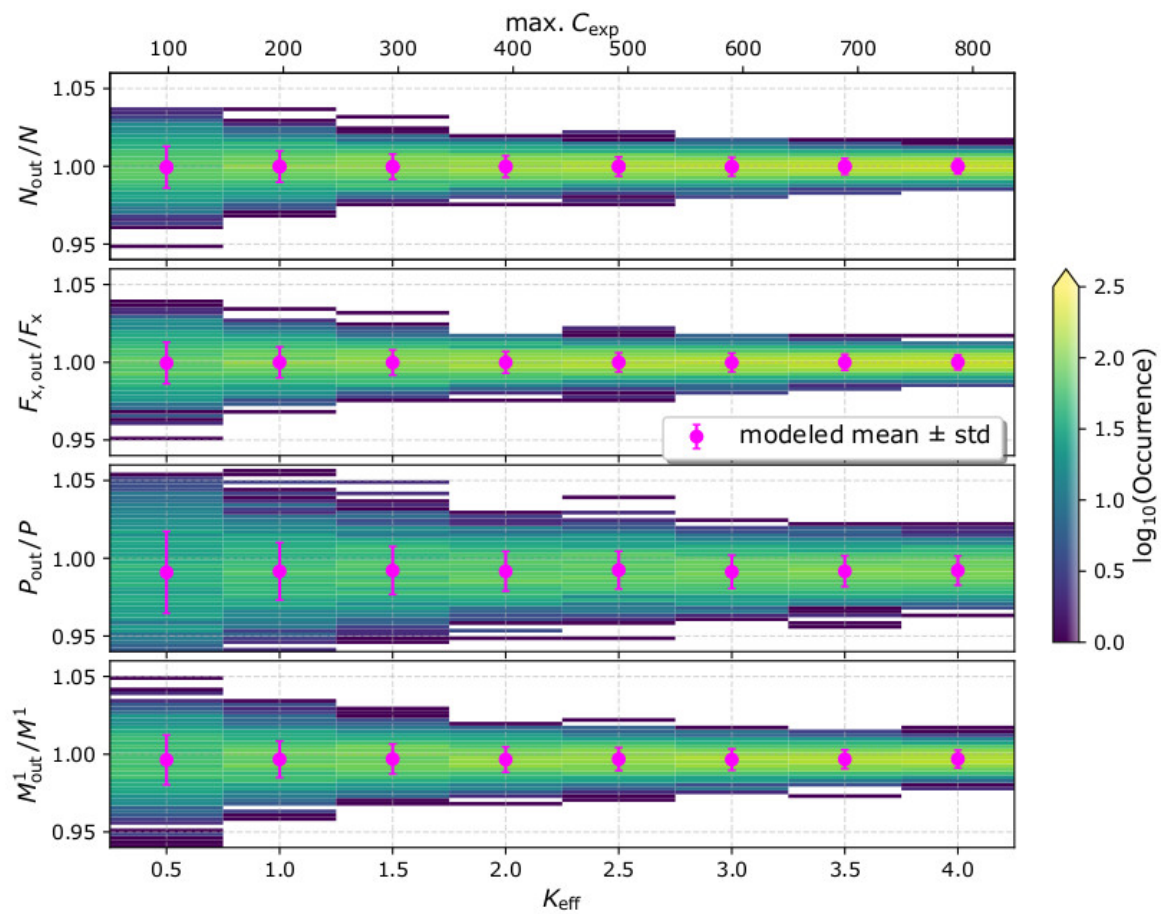 max. C_exp
100 200 300 400 500 600 700 800
N_out/N
1.05
1.00
0.95
F_x,out/F_x
1.05
1.00
0.95
modeled mean ± std
P_out/P
1.05
1.00
0.95
M^1_out/M^1
1.05
1.00
0.95
0.5 1.0 1.5 2.0 2.5 3.0 3.5 4.0
K_eff
2.5
2.0
1.5
1.0
0.5
0.0
log_10(Occurrence)